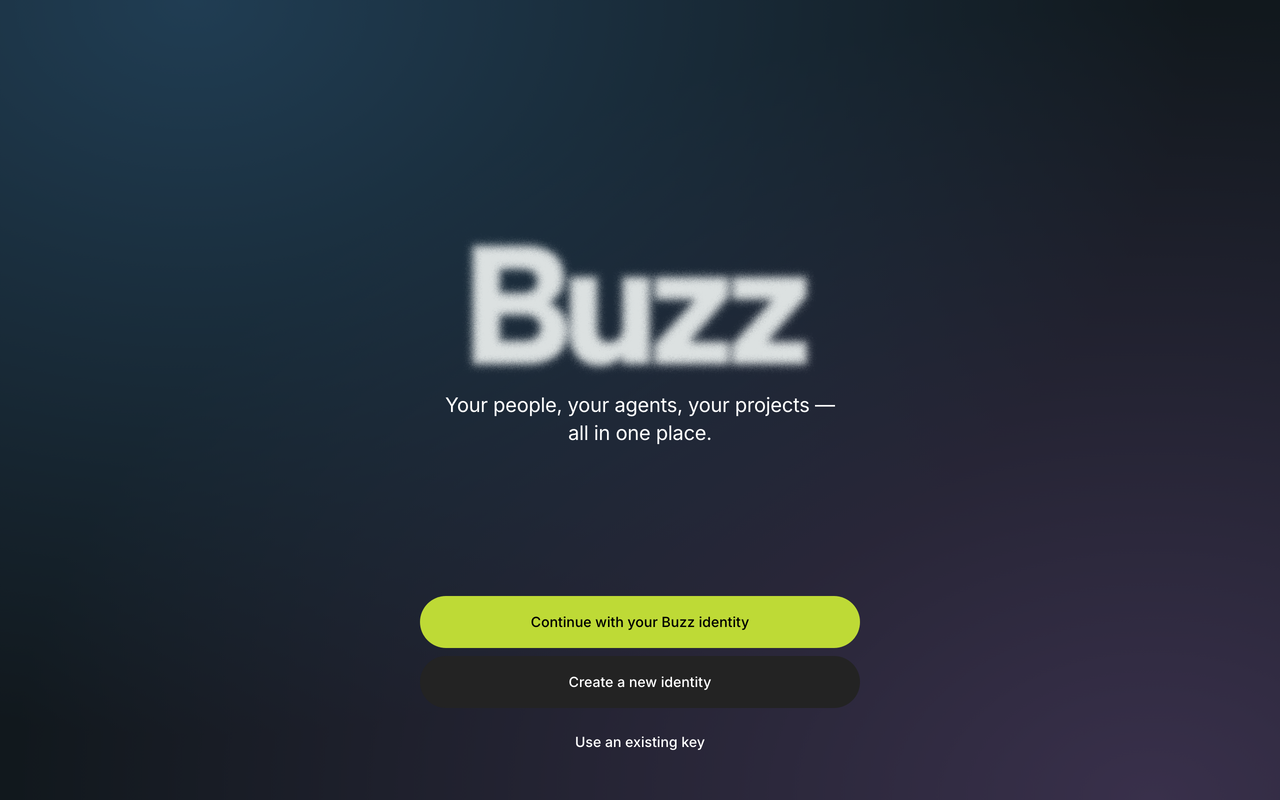 Buzz
Your people, your agents, your projects —
all in one place.
Continue with your Buzz identity
Create a new identity
Use an existing key